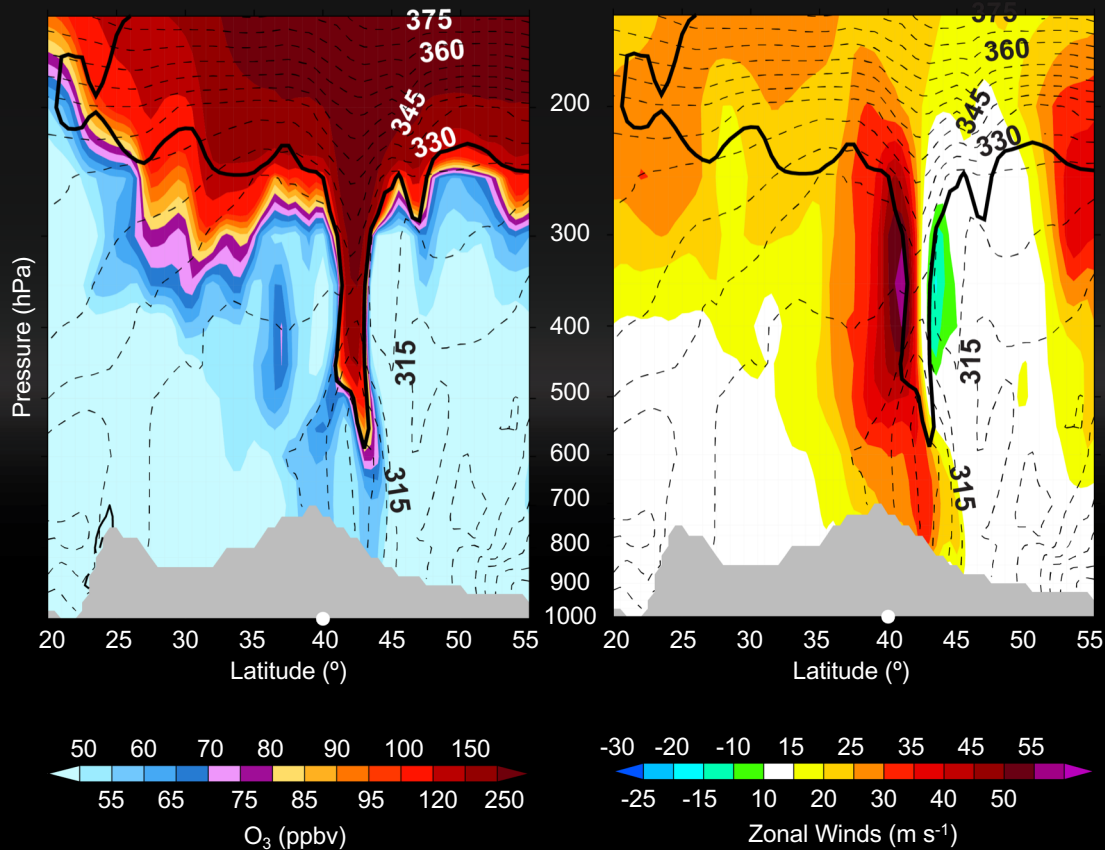 375
360
345
330
315
315
375
360
345
330
315
315
Pressure (hPa)
200
300
400
500
600
700
800
900
1000
20 25 30 35 40 45 50 55
Latitude (º)
20 25 30 35 40 45 50 55
Latitude (º)
50 60 70 80 90 100 150
55 65 75 85 95 120 250
O₃ (ppbv)
-30 -20 -10 15 25 35 45 55
-25 -15 10 20 30 40 50
Zonal Winds (m s⁻¹)